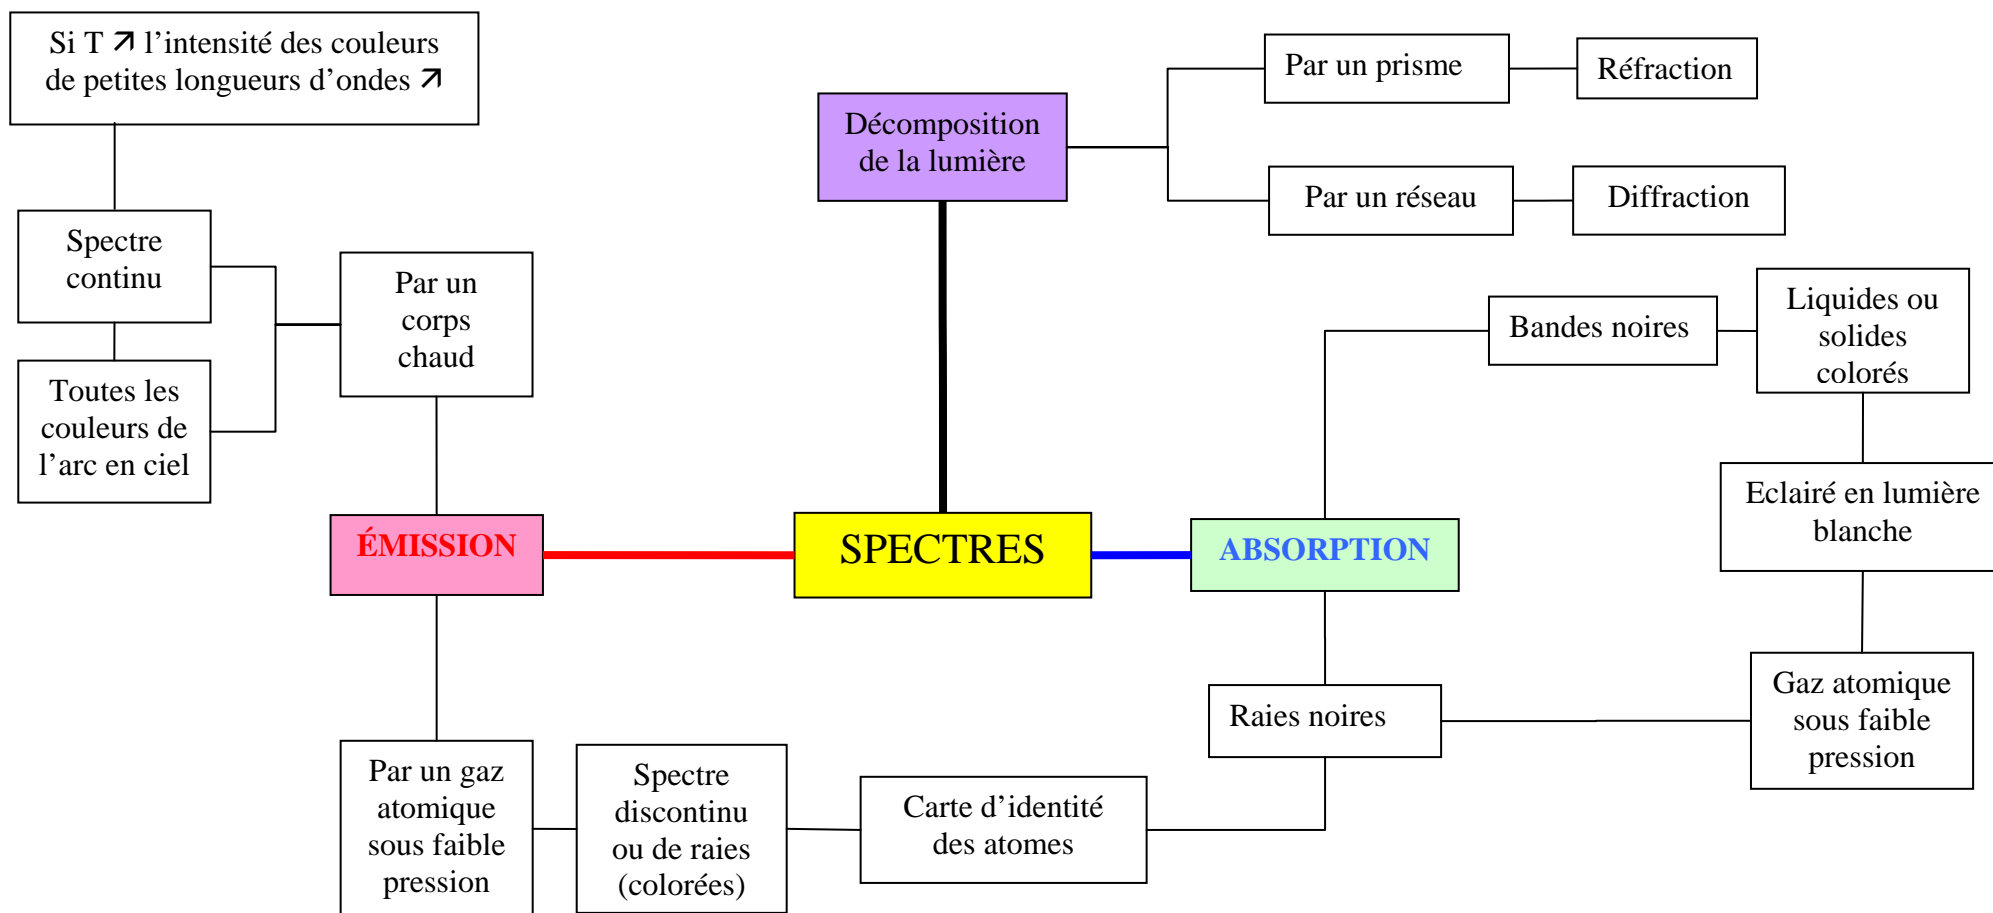 Si T ↗ l’intensité des couleurs
de petites longueurs d’ondes ↗
Par un prisme
Réfraction
Décomposition
de la lumière
Par un réseau
Diffraction
Spectre
continu
Par un
corps
chaud
Toutes les
couleurs de
l’arc en ciel
Bandes noires
Liquides ou
solides
colorés
Eclairé en lumière
blanche
ÉMISSION
SPECTRES
ABSORPTION
Raies noires
Gaz atomique
sous faible
pression
Par un gaz
atomique
sous faible
pression
Spectre
discontinu
ou de raies
(colorées)
Carte d’identité
des atomes